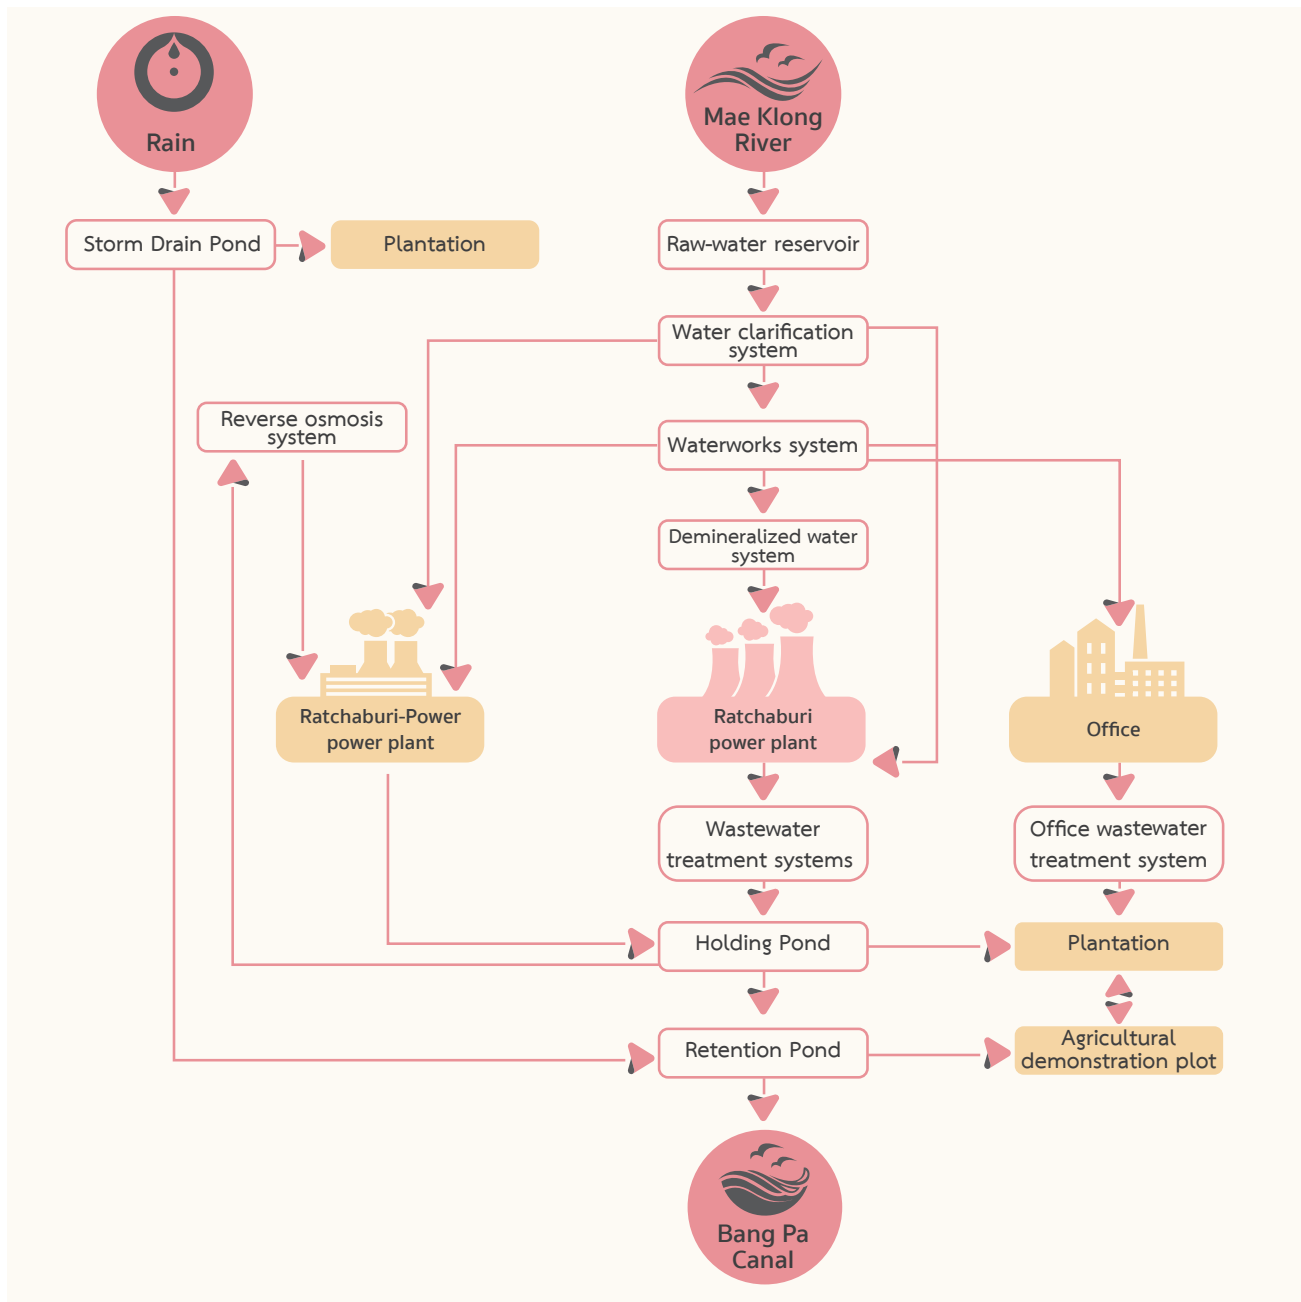 Rain
Mae Klong
River
Storm Drain Pond
Plantation
Raw-water reservoir
Water clarification
system
Reverse osmosis
system
Waterworks system
Demineralized water
system
Ratchaburi-Power
power plant
Ratchaburi
power plant
Office
Wastewater
treatment systems
Office wastewater
treatment system
Holding Pond
Plantation
Retention Pond
Agricultural
demonstration plot
Bang Pa
Canal